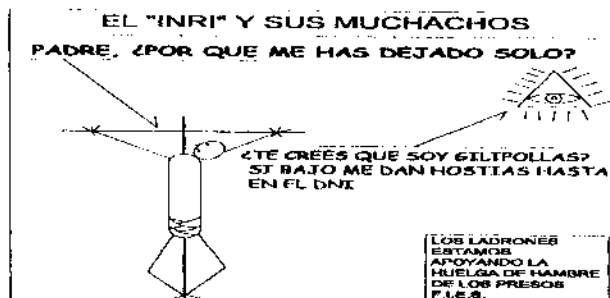 EL "INRI" Y SUS MUCHACHOS
PADRE, ¿POR QUE ME HAS DEJADO SOLO?
¿TE CREES QUE SOY GILIPOLLAS?
SI BAJO ME DAN HOSTIAS HASTA
EN EL DNI
LOS LADRONES
ESTAMOS
APOYANDO LA
HUELGA DE HAMBRE
DE LOS PRESOS
F.I.E.S.